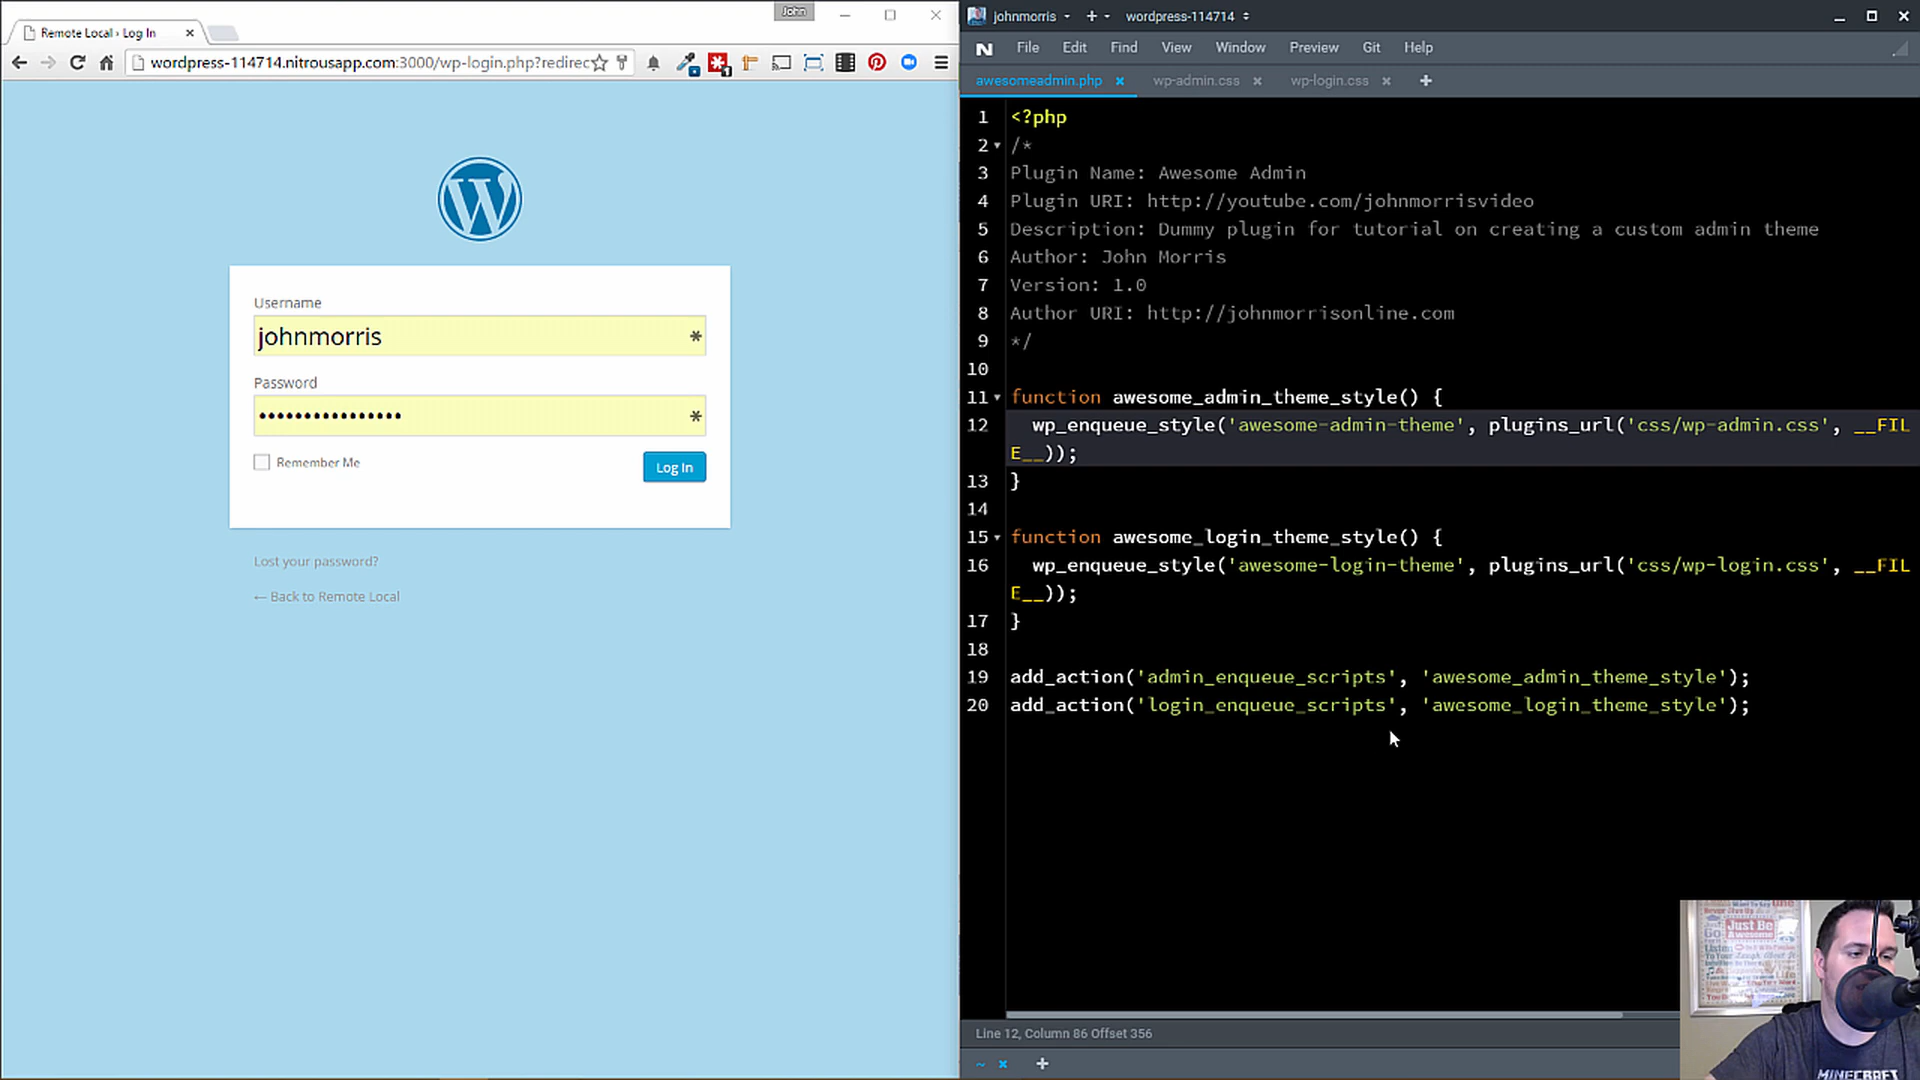 John
Remote Local › Log In
wordpress-114714.nitrousapp.com:3000/wp-login.php?redirec
Username
johnmorris
Password
••••••••••••••••
Remember Me
Log In
Lost your password?
← Back to Remote Local
johnmorris
wordpress-114714
File Edit Find View Window Preview Git Help
awesomeadmin.php wp-admin.css wp-login.css
1 <?php
2 /*
3 Plugin Name: Awesome Admin
4 Plugin URI: http://youtube.com/johnmorrisvideo
5 Description: Dummy plugin for tutorial on creating a custom admin theme
6 Author: John Morris
7 Version: 1.0
8 Author URI: http://johnmorrisonline.com
9 */
10
11 function awesome_admin_theme_style() {
12 wp_enqueue_style('awesome-admin-theme', plugins_url('css/wp-admin.css', __FIL
E__));
13 }
14
15 function awesome_login_theme_style() {
16 wp_enqueue_style('awesome-login-theme', plugins_url('css/wp-login.css', __FIL
E__));
17 }
18
19 add_action('admin_enqueue_scripts', 'awesome_admin_theme_style');
20 add_action('login_enqueue_scripts', 'awesome_login_theme_style');
Line 12, Column 86 Offset 356
~
Just Be
Awesome
MINECRAFT